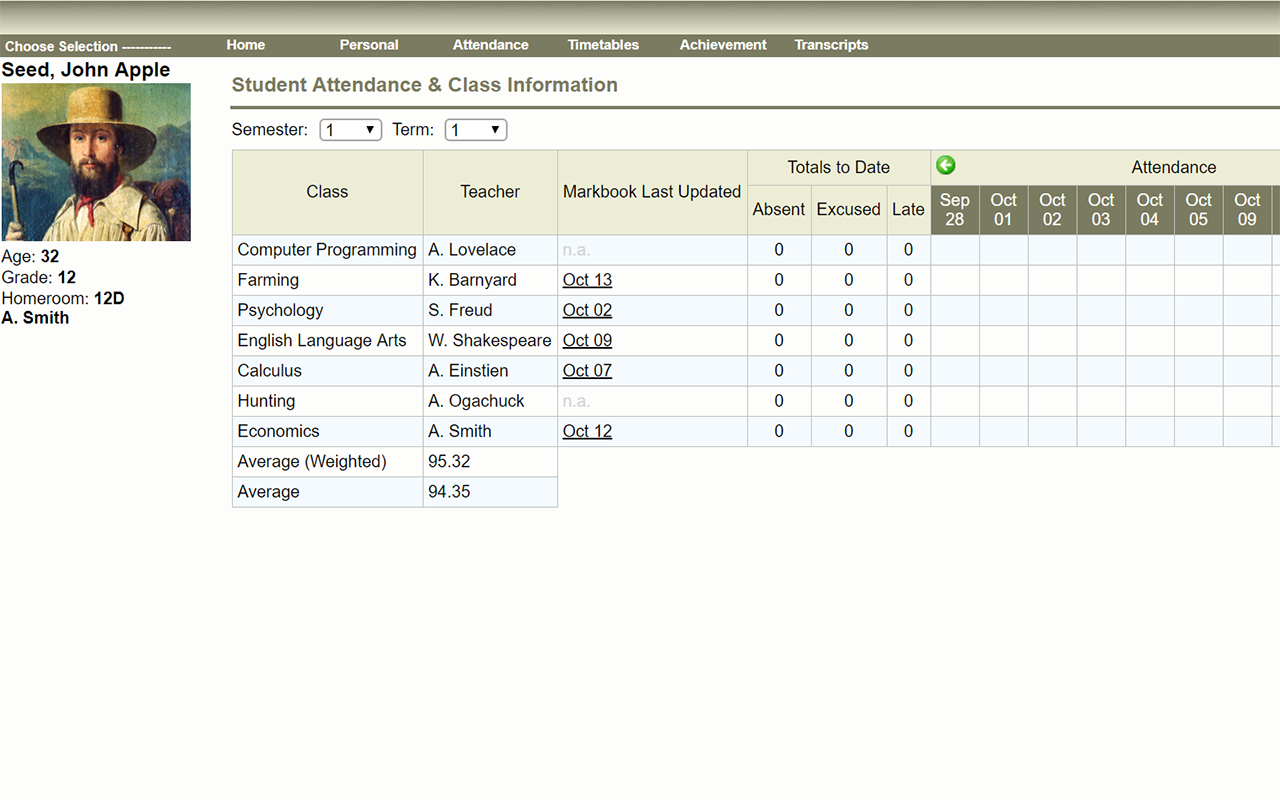 Choose Selection ----------- Home Personal Attendance Timetables Achievement Transcripts
Seed, John Apple
Age: 32
Grade: 12
Homeroom: 12D
A. Smith
Student Attendance & Class Information
Semester: 1 Term: 1
Class Teacher Markbook Last Updated Totals to Date Attendance
Absent Excused Late Sep 28 Oct 01 Oct 02 Oct 03 Oct 04 Oct 05 Oct 09
Computer Programming A. Lovelace n.a. 0 0 0
Farming K. Barnyard Oct 13 0 0 0
Psychology S. Freud Oct 02 0 0 0
English Language Arts W. Shakespeare Oct 09 0 0 0
Calculus A. Einstien Oct 07 0 0 0
Hunting A. Ogachuck n.a. 0 0 0
Economics A. Smith Oct 12 0 0 0
Average (Weighted) 95.32
Average 94.35